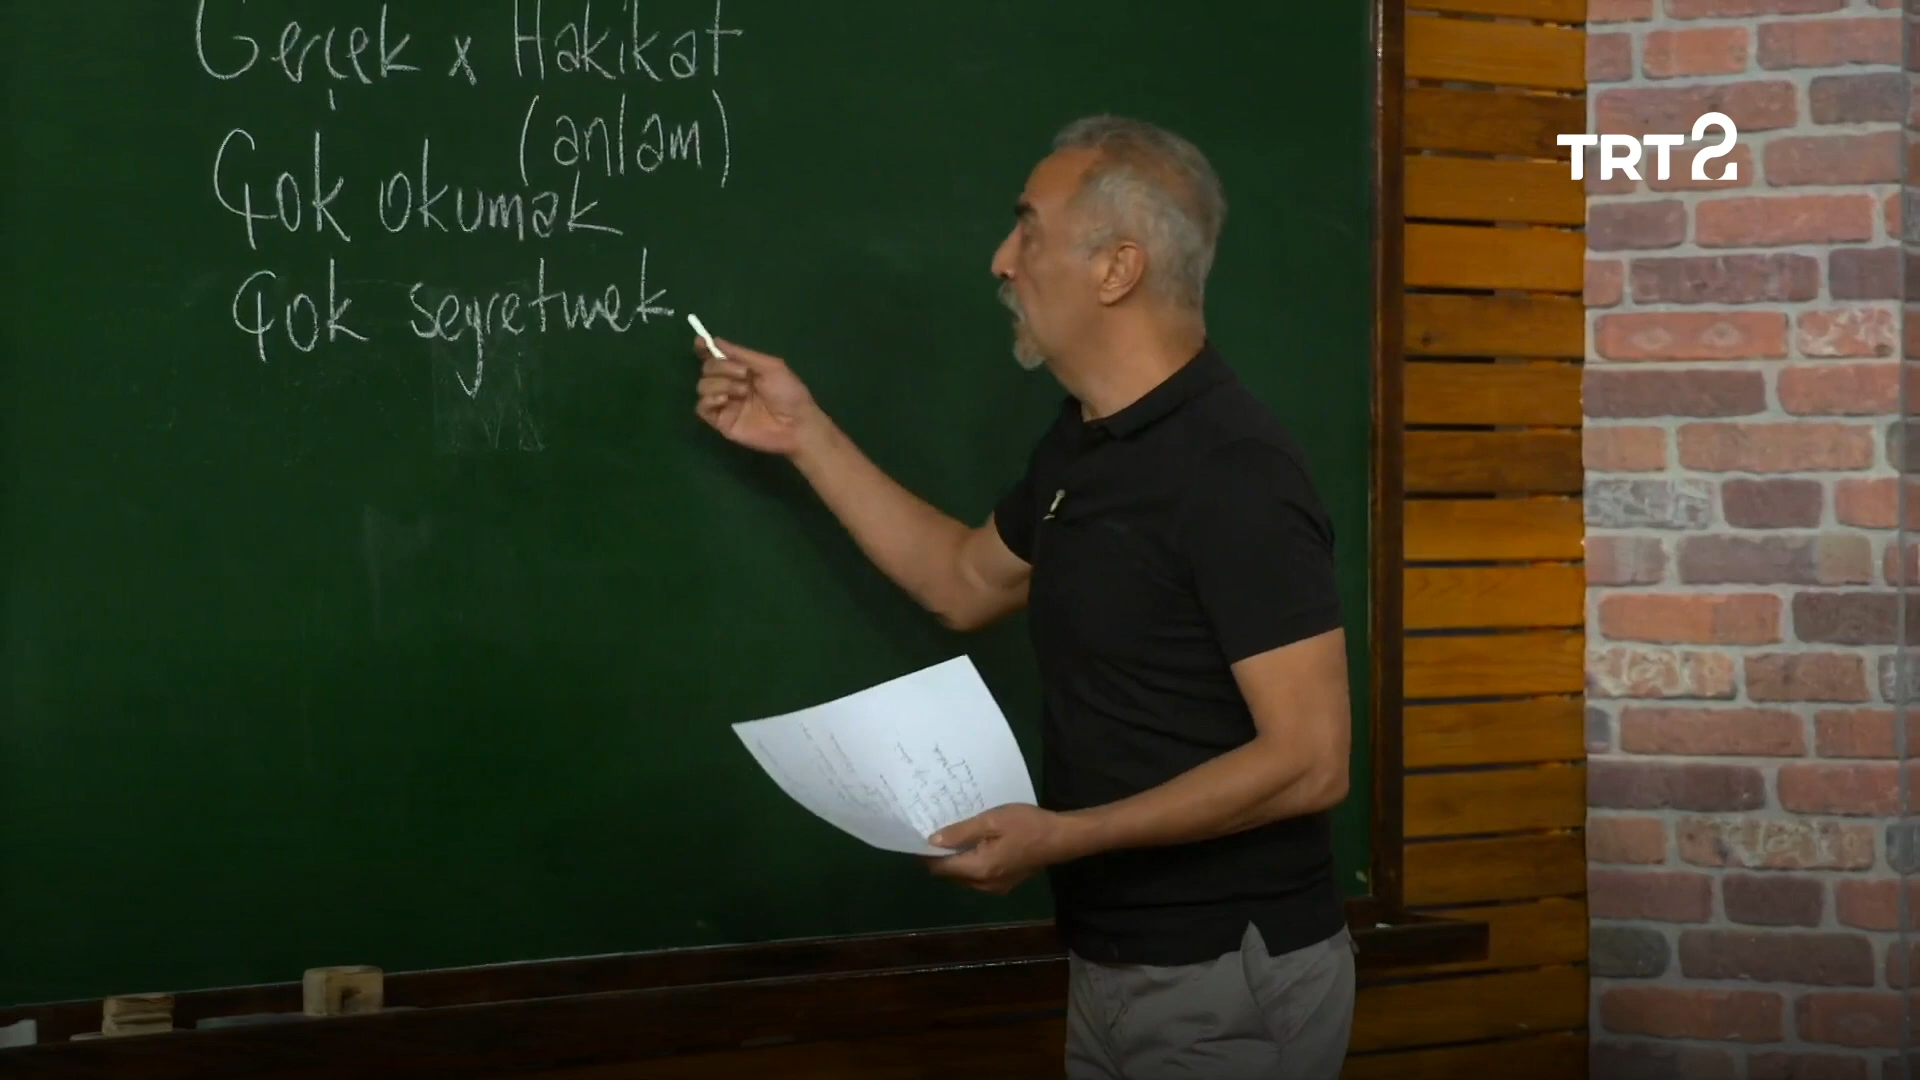 Gerçek x Hakikat
(anlam)
Çok okumak
Çok seyretmek
TRT2